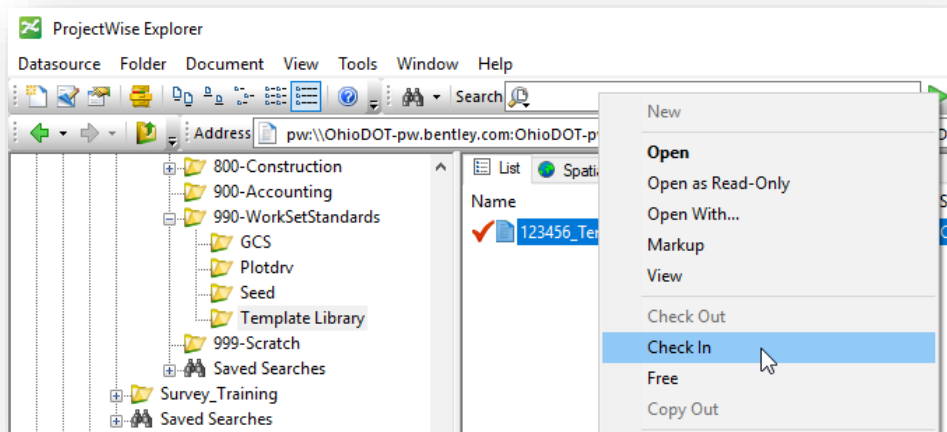 ProjectWise Explorer
Datasource Folder Document View Tools Window Help
Search
Address pw:\\OhioDOT-pw.bentley.com:OhioDOT-p
800-Construction
900-Accounting
990-WorkSetStandards
GCS
Plotdrv
Seed
Template Library
999-Scratch
Saved Searches
Survey_Training
Saved Searches
List Spatia
Name
123456_Ter
New
Open
Open as Read-Only
Open With...
Markup
View
Check Out
Check In
Free
Copy Out